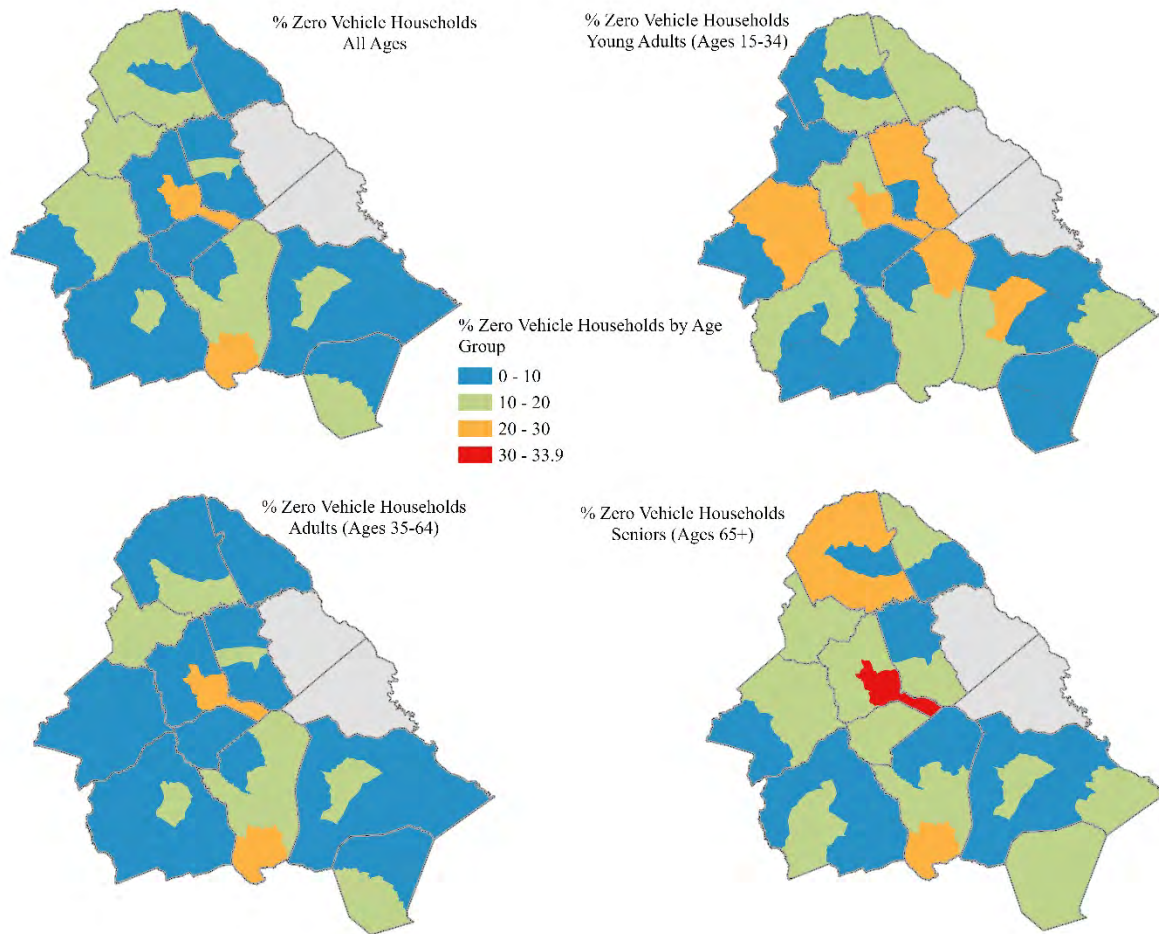 % Zero Vehicle Households
All Ages
% Zero Vehicle Households
Young Adults (Ages 15-34)
% Zero Vehicle Households by Age
Group
0 - 10
10 - 20
20 - 30
30 - 33.9
% Zero Vehicle Households
Adults (Ages 35-64)
% Zero Vehicle Households
Seniors (Ages 65+)